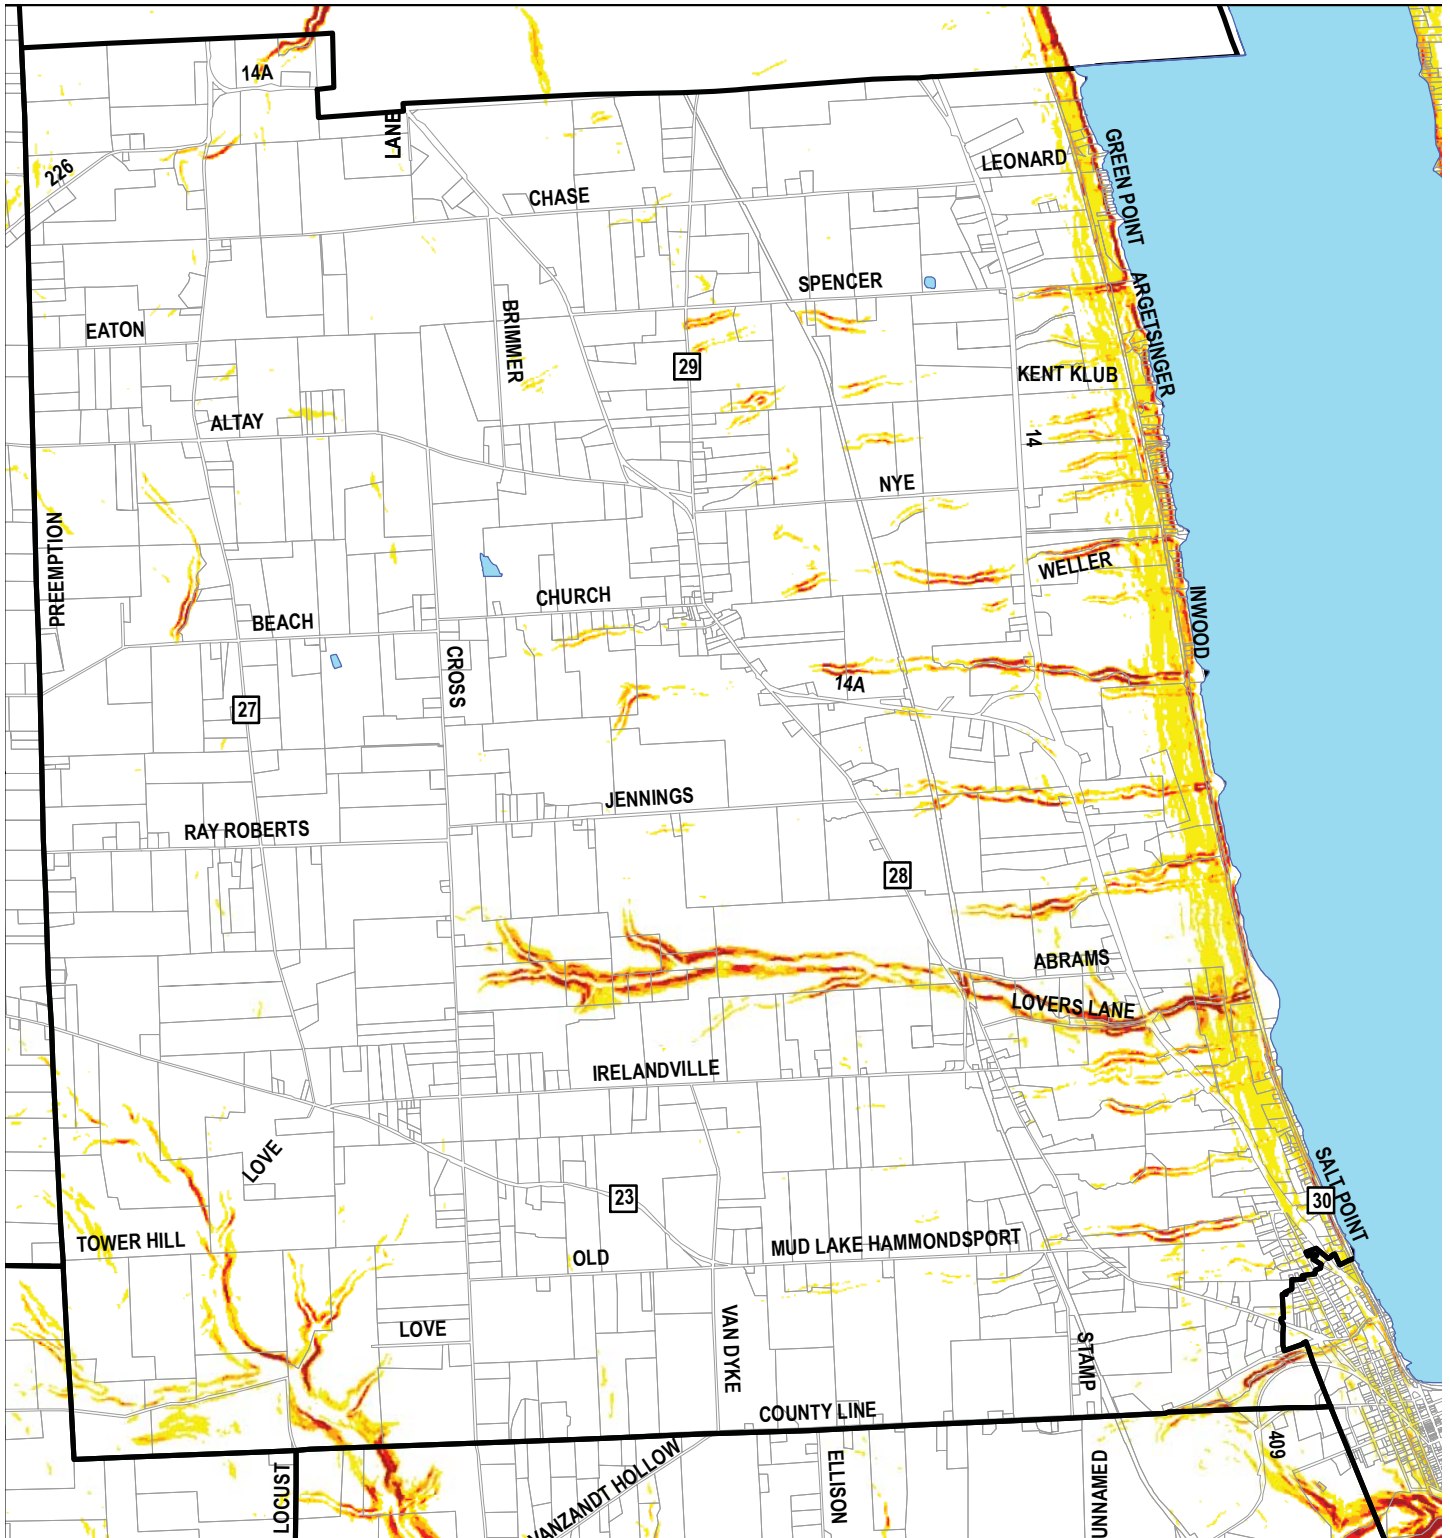 14A
LANE
226
LEONARD
GREEN POINT
CHASE
SPENCER
ARGETSINGER
BRIMMER
EATON
29
KENT KLUB
ALTAY
14
NYE
PREEMPTION
WELLER
CHURCH
INWOOD
BEACH
CROSS
14A
27
JENNINGS
RAY ROBERTS
28
ABRAMS
LOVERS LANE
IRELANDVILLE
LOVE
SALT POINT
23
30
TOWER HILL
OLD
MUD LAKE HAMMONDSPORT
LOVE
VAN DYKE
STAMP
COUNTY LINE
409
LOCUST
VANZANDT HOLLOW
ELLISON
UNNAMED